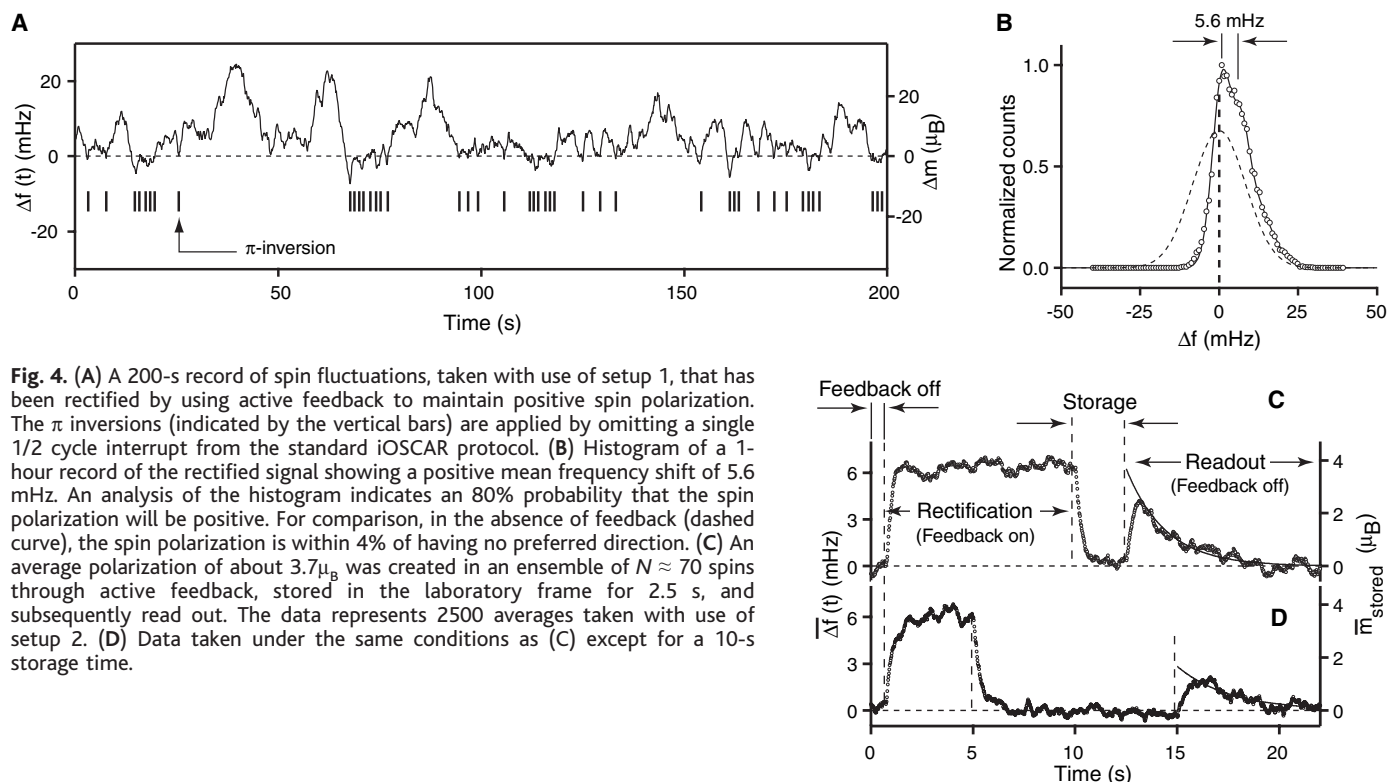 A
Δf (t) (mHz)
20
0
-20
20
0
-20
Δm (μB)
π-inversion
0
50
100
150
200
Time (s)
B
5.6 mHz
Normalized counts
1.0
0.5
0.0
-50
-25
0
25
50
Δf (mHz)
Fig. 4. (A) A 200-s record of spin fluctuations, taken with use of setup 1, that has
been rectified by using active feedback to maintain positive spin polarization.
The π inversions (indicated by the vertical bars) are applied by omitting a single
1/2 cycle interrupt from the standard iOSCAR protocol. (B) Histogram of a 1-
hour record of the rectified signal showing a positive mean frequency shift of 5.6
mHz. An analysis of the histogram indicates an 80% probability that the spin
polarization will be positive. For comparison, in the absence of feedback (dashed
curve), the spin polarization is within 4% of having no preferred direction. (C) An
average polarization of about 3.7μB was created in an ensemble of N ≈ 70 spins
through active feedback, stored in the laboratory frame for 2.5 s, and
subsequently read out. The data represents 2500 averages taken with use of
setup 2. (D) Data taken under the same conditions as (C) except for a 10-s
storage time.
Feedback off
Storage
C
6
3
0
4
2
0
Rectification
(Feedback on)
Readout
(Feedback off)
Δf (t) (mHz)
m stored (μB)
D
6
3
0
4
2
0
0
5
10
15
20
Time (s)